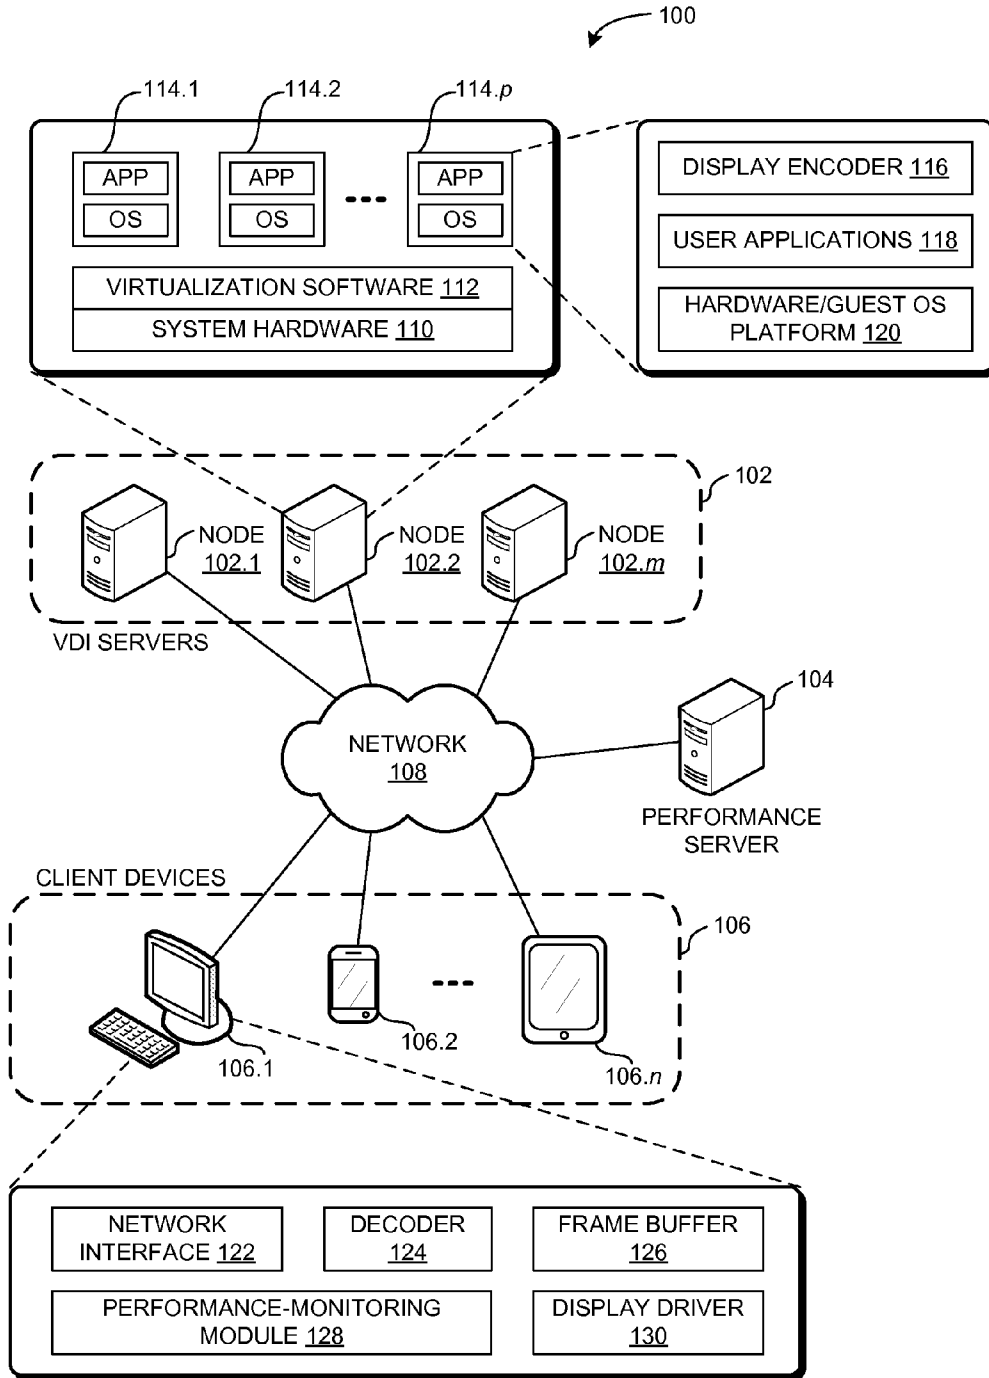 100
114.1
114.2
114.p
APP
OS
APP
OS
APP
OS
VIRTUALIZATION SOFTWARE 112
SYSTEM HARDWARE 110
DISPLAY ENCODER 116
USER APPLICATIONS 118
HARDWARE/GUEST OS
PLATFORM 120
102
NODE
102.1
NODE
102.2
NODE
102.m
VDI SERVERS
104
NETWORK
108
PERFORMANCE
SERVER
CLIENT DEVICES
106
106.1
106.2
106.n
NETWORK
INTERFACE 122
DECODER
124
FRAME BUFFER
126
PERFORMANCE-MONITORING
MODULE 128
DISPLAY DRIVER
130